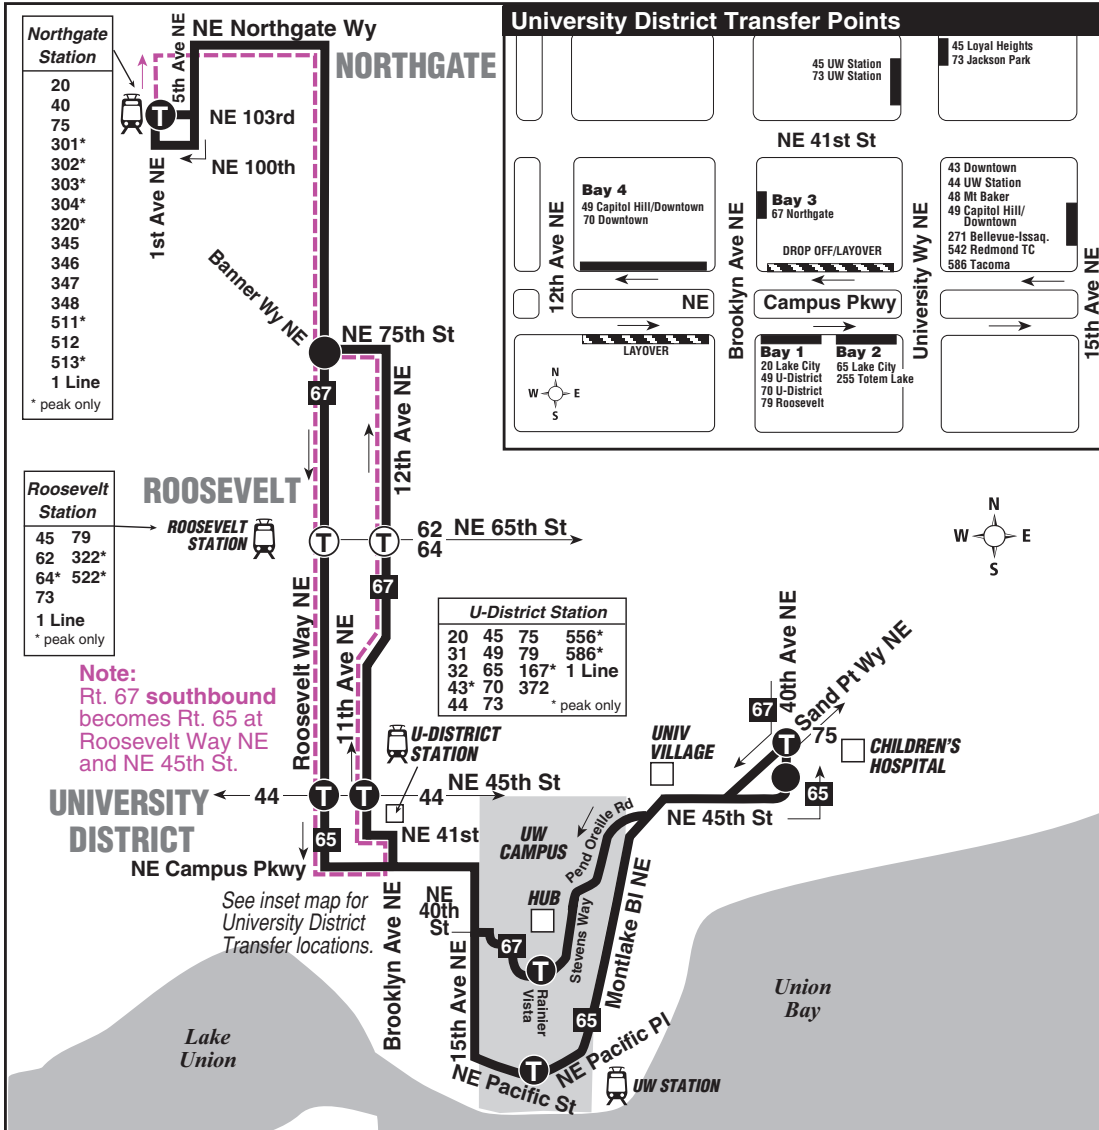 University District Transfer Points
45 Loyal Heights
73 Jackson Park
45 UW Station
73 UW Station
NE 41st St
Bay 4
49 Capitol Hill/Downtown
70 Downtown
Bay 3
67 Northgate
DROP OFF/LAYOVER
43 Downtown
44 UW Station
48 Mt Baker
49 Capitol Hill/
Downtown
271 Bellevue-Issaq.
542 Redmond TC
586 Tacoma
12th Ave NE
Brooklyn Ave NE
University Wy NE
15th Ave NE
NE
Campus Pkwy
LAYOVER
Bay 1
20 Lake City
49 U-District
70 U-District
79 Roosevelt
Bay 2
65 Lake City
255 Totem Lake
N
W E
S
Northgate
Station
20
40
75
301*
302*
303*
304*
320*
345
346
347
348
511*
512
513*
1 Line
* peak only
NE Northgate Wy
NORTHGATE
5th Ave NE
T
NE 103rd
NE 100th
1st Ave NE
Banner Wy NE
NE 75th St
67
12th Ave NE
ROOSEVELT
Roosevelt
Station
45 79
62 322*
64* 522*
73
1 Line
* peak only
ROOSEVELT
STATION
T
T
62
64
NE 65th St
67
N
W E
S
Roosevelt Way NE
11th Ave NE
U-District Station
20 45 75 556*
31 49 79 586*
32 65 167* 1 Line
43* 70 372
44 73 * peak only
Note:
Rt. 67 southbound
becomes Rt. 65 at
Roosevelt Way NE
and NE 45th St.
U-DISTRICT
STATION
UNIV
VILLAGE
40th Ave NE
Sand Pt Wy NE
67
T
75
CHILDREN'S
HOSPITAL
65
UNIVERSITY
DISTRICT
44
T
T
44
NE 45th St
NE 45th St
65
NE 41st
NE Campus Pkwy
UW
CAMPUS
Pend Oreille Rd
See inset map for
University District
Transfer locations.
Brooklyn Ave NE
NE
40th
St
HUB
67
T
Stevens Way
Rainier
Vista
Montlake Bl NE
15th Ave NE
65
T
NE Pacific St
NE Pacific Pl
UW STATION
Lake
Union
Union
Bay